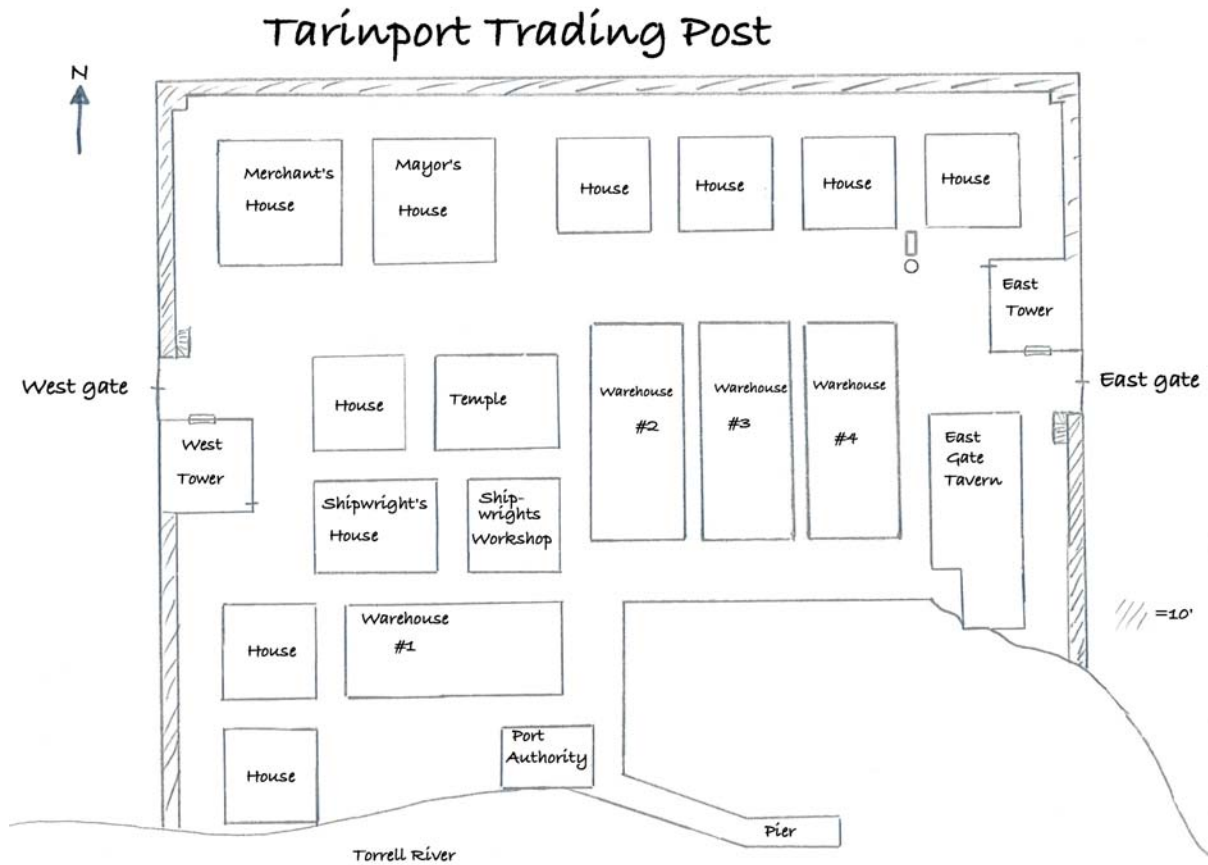 Tarinport Trading Post
N
Merchant's
House
Mayor's
House
House
House
House
House
East
Tower
West gate
East gate
West
Tower
House
Temple
Warehouse
#2
Warehouse
#3
Warehouse
#4
East
Gate
Tavern
Shipwright's
House
Ship-
wrights
Workshop
House
Warehouse
#1
=10'
House
Port
Authority
Pier
Torrell River